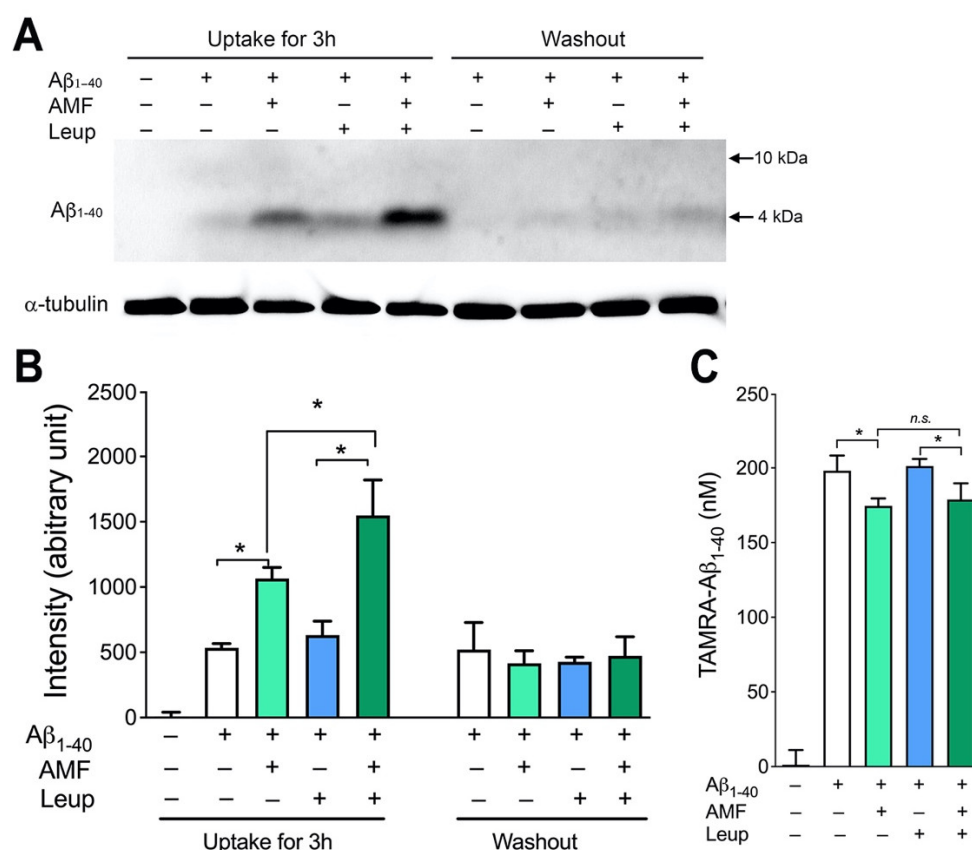 A
Uptake for 3h Washout
Aβ1–40 – + + + + + + + +
AMF – – + – + – + – +
Leup – – – + + – – + +
10 kDa
Aβ1–40 4 kDa
α-tubulin
B
Intensity (abitrary unit)
2500
2000
1500
1000
500
0
* * *
Aβ1–40 – + + + + + + + +
AMF – – + – + – + – +
Leup – – – + + – – + +
Uptake for 3h Washout
C
TAMRA-Aβ1–40 (nM)
250
200
150
100
50
0
n.s.
* *
Aβ1–40 – + + + +
AMF – – + – +
Leup – – – + +